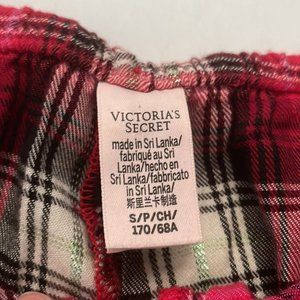 VICTORIA'S
SECRET
made in Sri Lanka/
fabriqué au Sri
Lanka/hecho en
Sri Lanka/fabbricato
in Sri Lanka/
斯里兰卡制造
S/P/CH/
170/68A